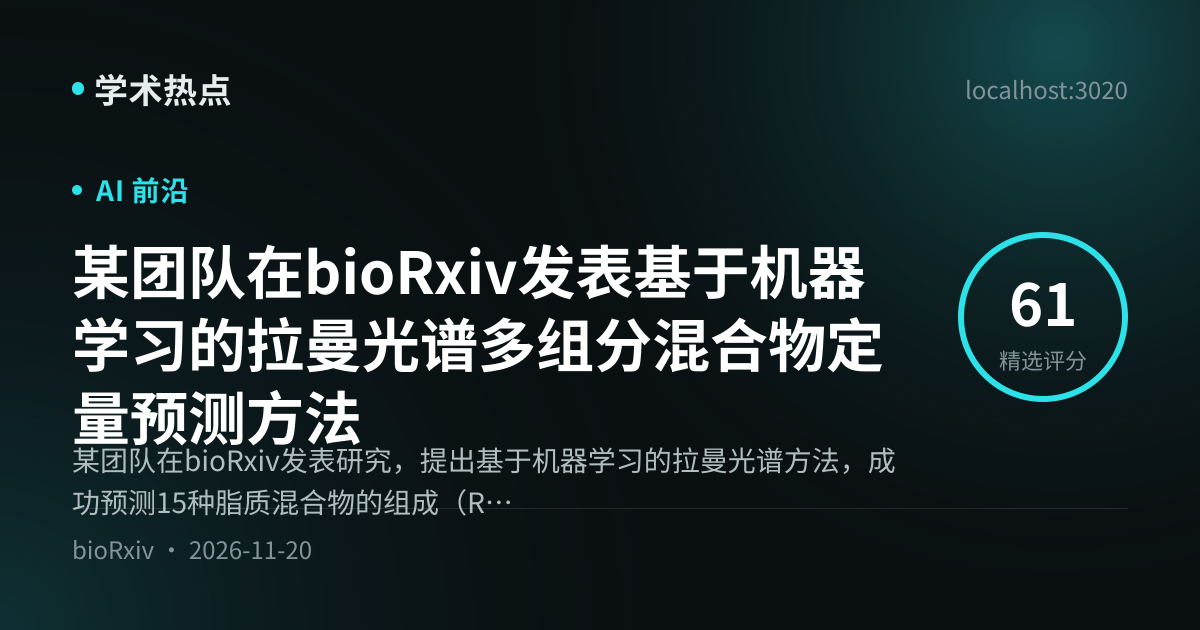 学术热点
localhost:3020
AI 前沿
某团队在bioRxiv发表基于机器
学习的拉曼光谱多组分混合物定
量预测方法
61
精选评分
某团队在bioRxiv发表研究，提出基于机器学习的拉曼光谱方法，成
功预测15种脂质混合物的组成（R…
bioRxiv · 2026-11-20